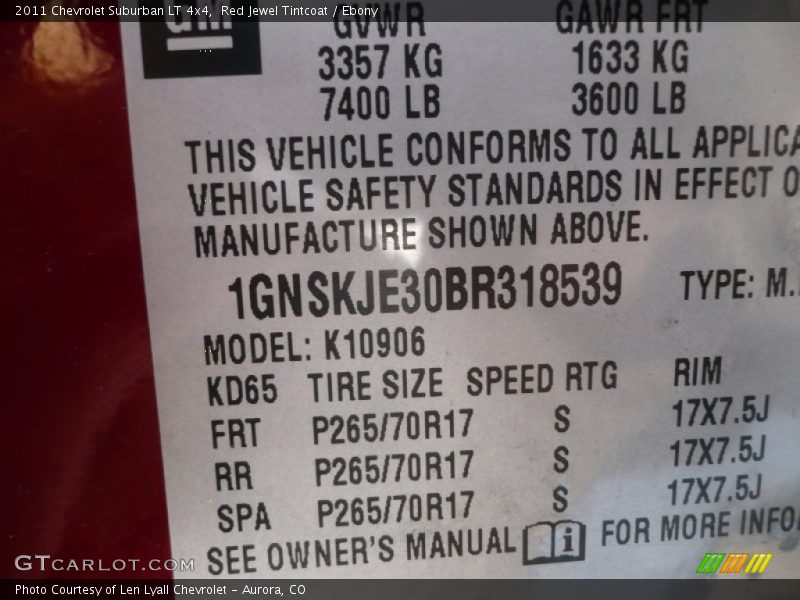 2011 Chevrolet Suburban LT 4x4, Red Jewel Tintcoat / Ebony
GM
GVWR GAWR FRT
3357 KG 1633 KG
7400 LB 3600 LB
THIS VEHICLE CONFORMS TO ALL APPLICA
VEHICLE SAFETY STANDARDS IN EFFECT O
MANUFACTURE SHOWN ABOVE.
1GNSKJE30BR318539 TYPE: M.
MODEL: K10906
KD65 TIRE SIZE SPEED RTG RIM
FRT P265/70R17 S 17X7.5J
RR P265/70R17 S 17X7.5J
SPA P265/70R17 S 17X7.5J
SEE OWNER'S MANUAL i FOR MORE INFO
GTCARLOT.COM
Photo Courtesy of Len Lyall Chevrolet - Aurora, CO